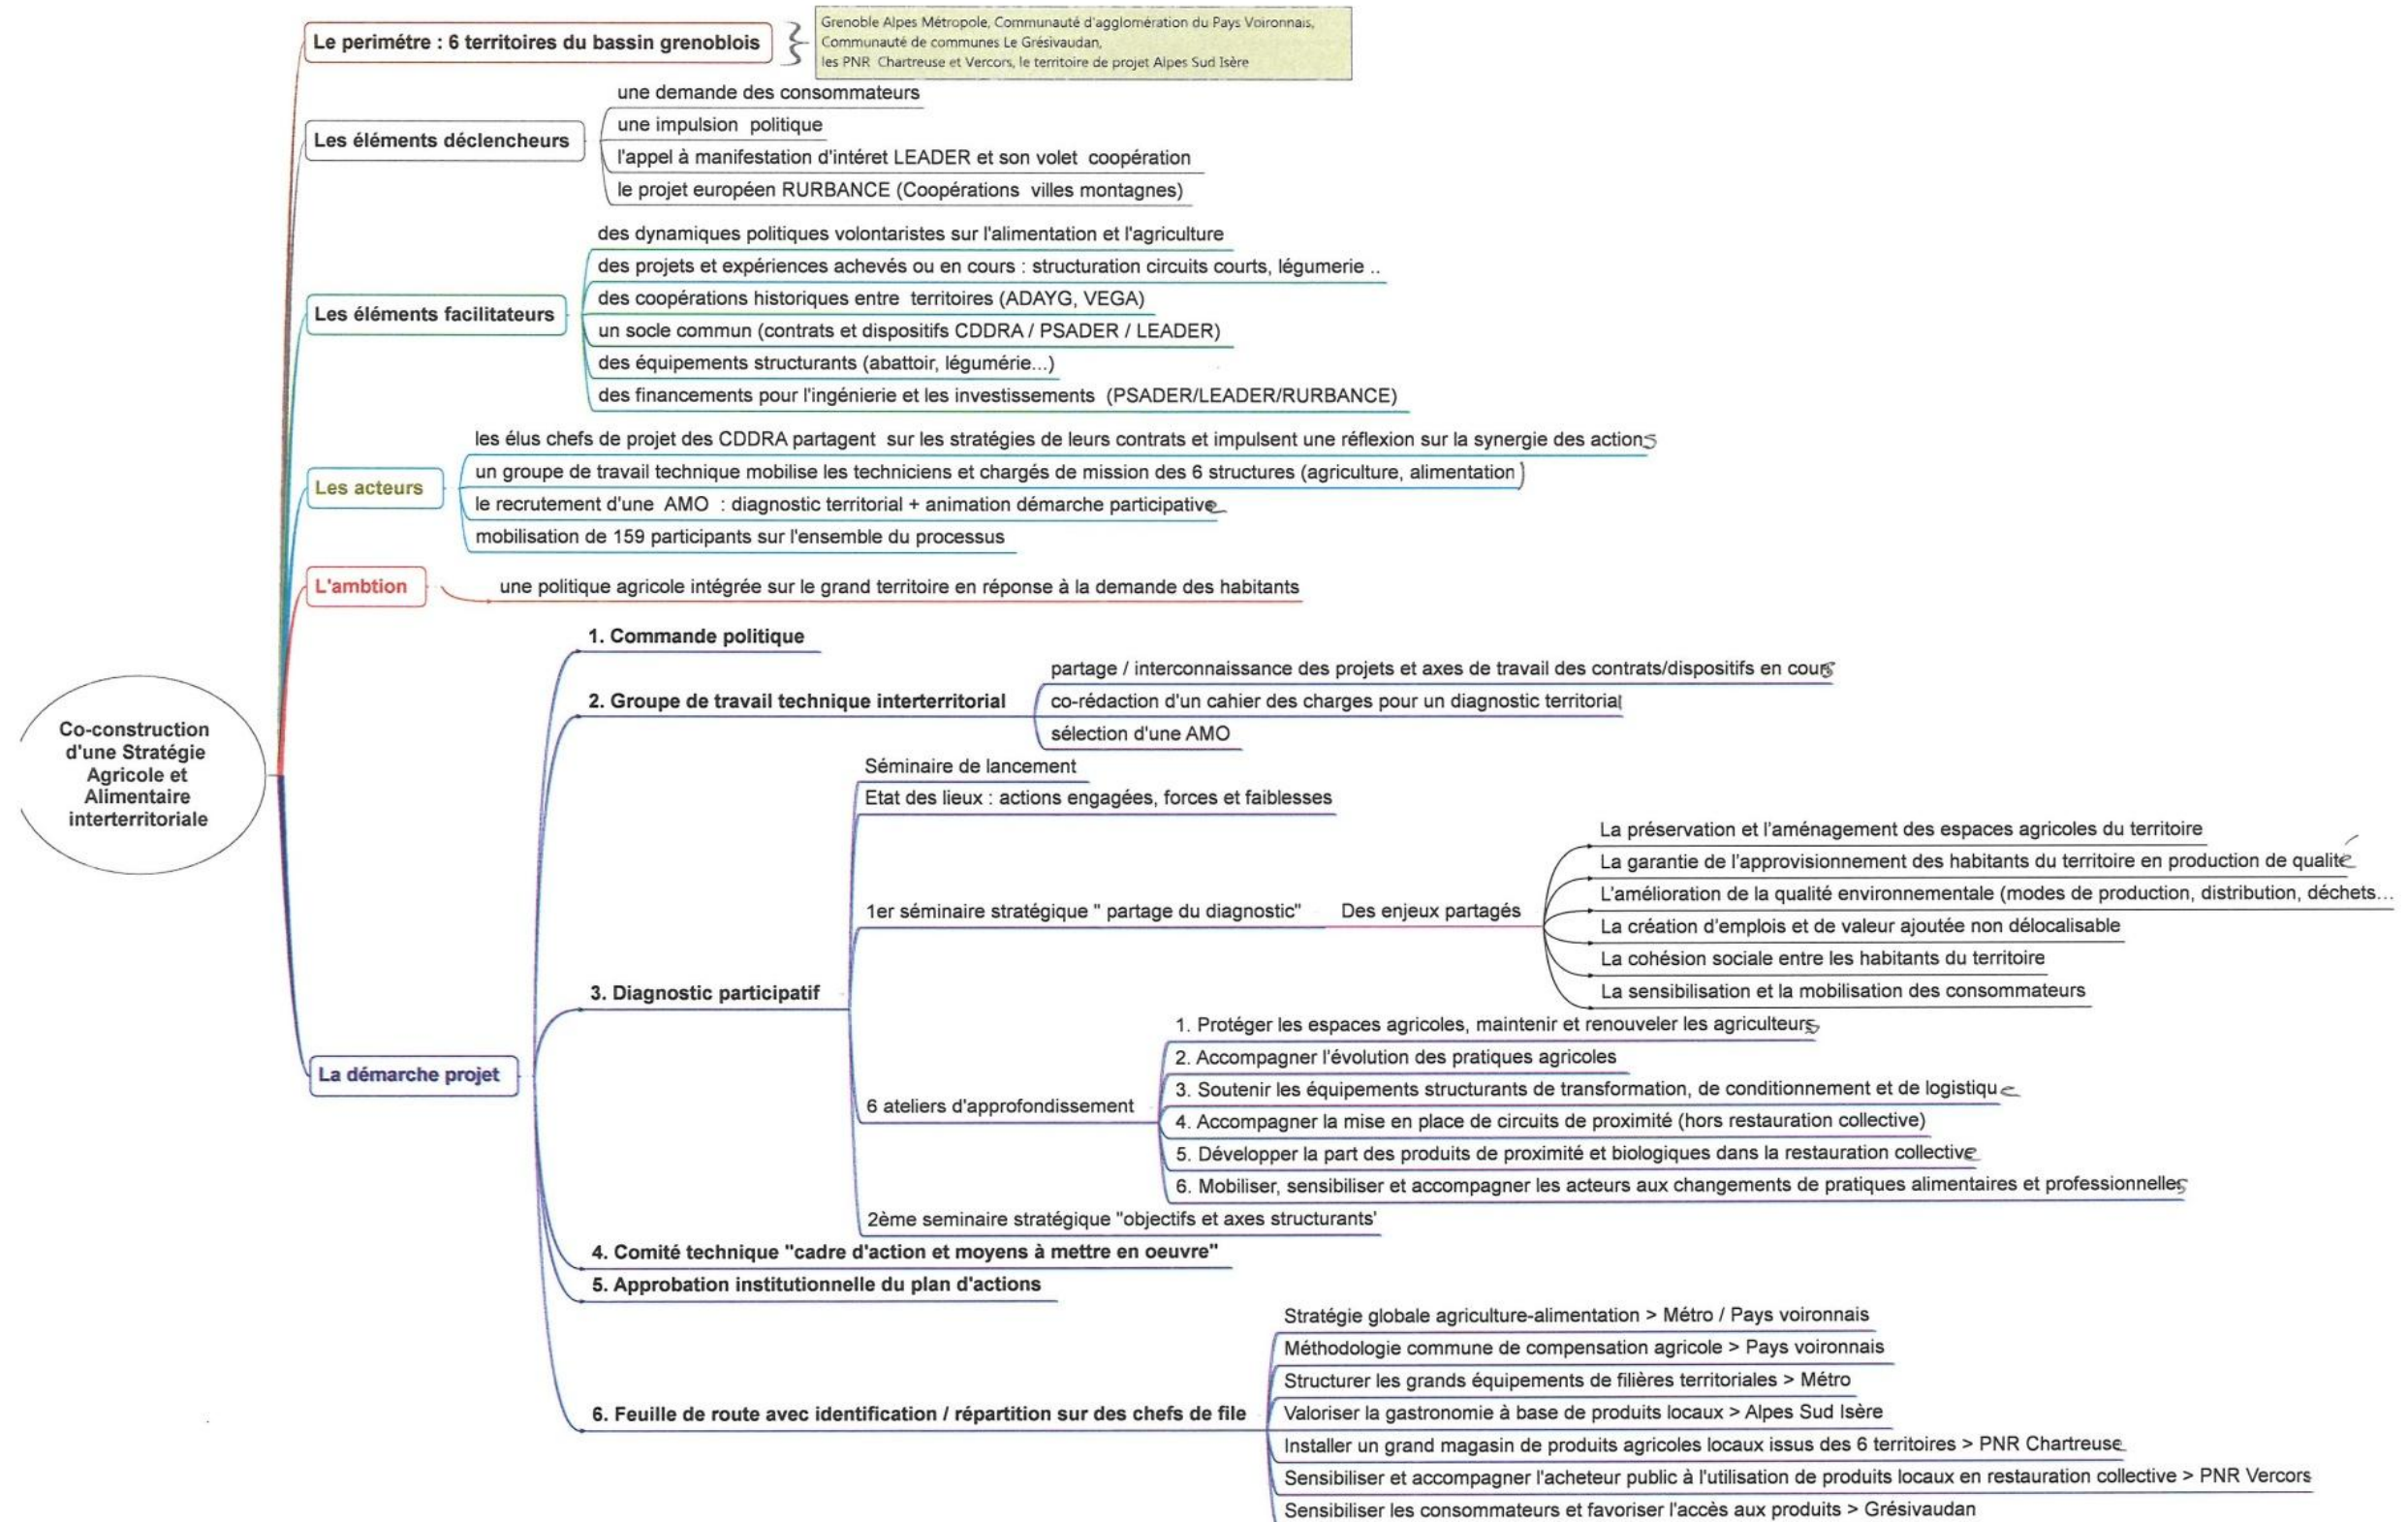 Le perimétre : 6 territoires du bassin grenoblois
Grenoble Alpes Métropole, Communauté d'agglomération du Pays Voironnais,
Communauté de communes Le Grésivaudan,
les PNR Chartreuse et Vercors, le territoire de projet Alpes Sud Isère
Les éléments déclencheurs
une demande des consommateurs
une impulsion politique
l'appel à manifestation d'intéret LEADER et son volet coopération
le projet européen RURBANCE (Coopérations villes montagnes)
Les éléments facilitateurs
des dynamiques politiques volontaristes sur l'alimentation et l'agriculture
des projets et expériences achevés ou en cours : structuration circuits courts, légumerie ..
des coopérations historiques entre territoires (ADAYG, VEGA)
un socle commun (contrats et dispositifs CDDRA / PSADER / LEADER)
des équipements structurants (abattoir, légumérie...)
des financements pour l'ingénierie et les investissements (PSADER/LEADER/RURBANCE)
Les acteurs
les élus chefs de projet des CDDRA partagent sur les stratégies de leurs contrats et impulsent une réflexion sur la synergie des actions
un groupe de travail technique mobilise les techniciens et chargés de mission des 6 structures (agriculture, alimentation)
le recrutement d'une AMO : diagnostic territorial + animation démarche participative
mobilisation de 159 participants sur l'ensemble du processus
L'ambtion
une politique agricole intégrée sur le grand territoire en réponse à la demande des habitants
Co-construction
d'une Stratégie
Agricole et
Alimentaire
interterritoriale
La démarche projet
1. Commande politique
2. Groupe de travail technique interterritorial
partage / interconnaissance des projets et axes de travail des contrats/dispositifs en cours
co-rédaction d'un cahier des charges pour un diagnostic territorial
sélection d'une AMO
3. Diagnostic participatif
Séminaire de lancement
Etat des lieux : actions engagées, forces et faiblesses
1er séminaire stratégique " partage du diagnostic"
Des enjeux partagés
La préservation et l'aménagement des espaces agricoles du territoire
La garantie de l'approvisionnement des habitants du territoire en production de qualité
L'amélioration de la qualité environnementale (modes de production, distribution, déchets...
La création d'emplois et de valeur ajoutée non délocalisable
La cohésion sociale entre les habitants du territoire
La sensibilisation et la mobilisation des consommateurs
6 ateliers d'approfondissement
1. Protéger les espaces agricoles, maintenir et renouveler les agriculteurs
2. Accompagner l'évolution des pratiques agricoles
3. Soutenir les équipements structurants de transformation, de conditionnement et de logistique
4. Accompagner la mise en place de circuits de proximité (hors restauration collective)
5. Développer la part des produits de proximité et biologiques dans la restauration collective
6. Mobiliser, sensibiliser et accompagner les acteurs aux changements de pratiques alimentaires et professionnelles
2ème seminaire stratégique "objectifs et axes structurants'
4. Comité technique "cadre d'action et moyens à mettre en oeuvre"
5. Approbation institutionnelle du plan d'actions
6. Feuille de route avec identification / répartition sur des chefs de file
Stratégie globale agriculture-alimentation > Métro / Pays voironnais
Méthodologie commune de compensation agricole > Pays voironnais
Structurer les grands équipements de filières territoriales > Métro
Valoriser la gastronomie à base de produits locaux > Alpes Sud Isère
Installer un grand magasin de produits agricoles locaux issus des 6 territoires > PNR Chartreuse
Sensibiliser et accompagner l'acheteur public à l'utilisation de produits locaux en restauration collective > PNR Vercors
Sensibiliser les consommateurs et favoriser l'accès aux produits > Grésivaudan